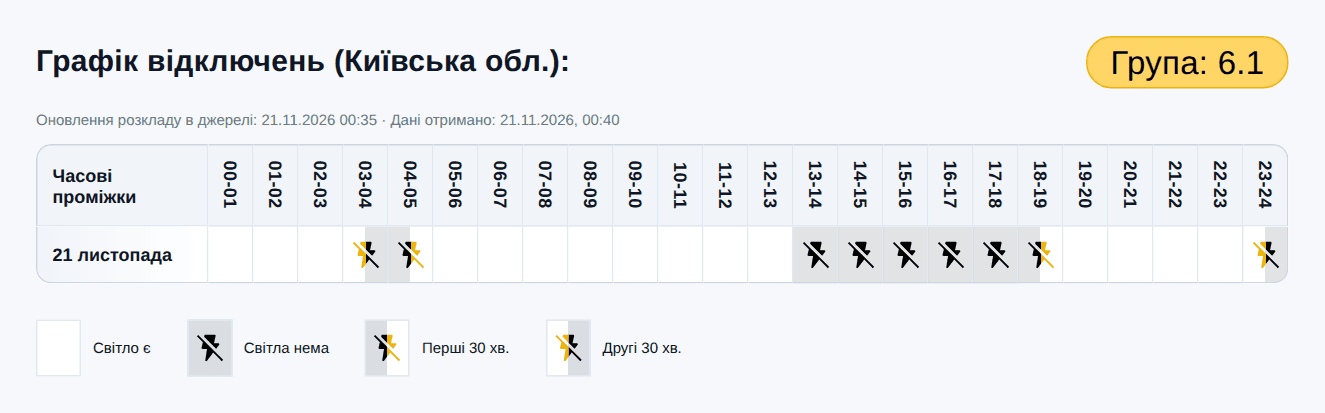 Графік відключень (Київська обл.):
Група: 6.1
Оновлення розкладу в джерелі: 21.11.2026 00:35 · Дані отримано: 21.11.2026, 00:40
Часові
проміжки
00-01
01-02
02-03
03-04
04-05
05-06
06-07
07-08
08-09
09-10
10-11
11-12
12-13
13-14
14-15
15-16
16-17
17-18
18-19
19-20
20-21
21-22
22-23
23-24
21 листопада
Світло є
Світла нема
Перші 30 хв.
Другі 30 хв.